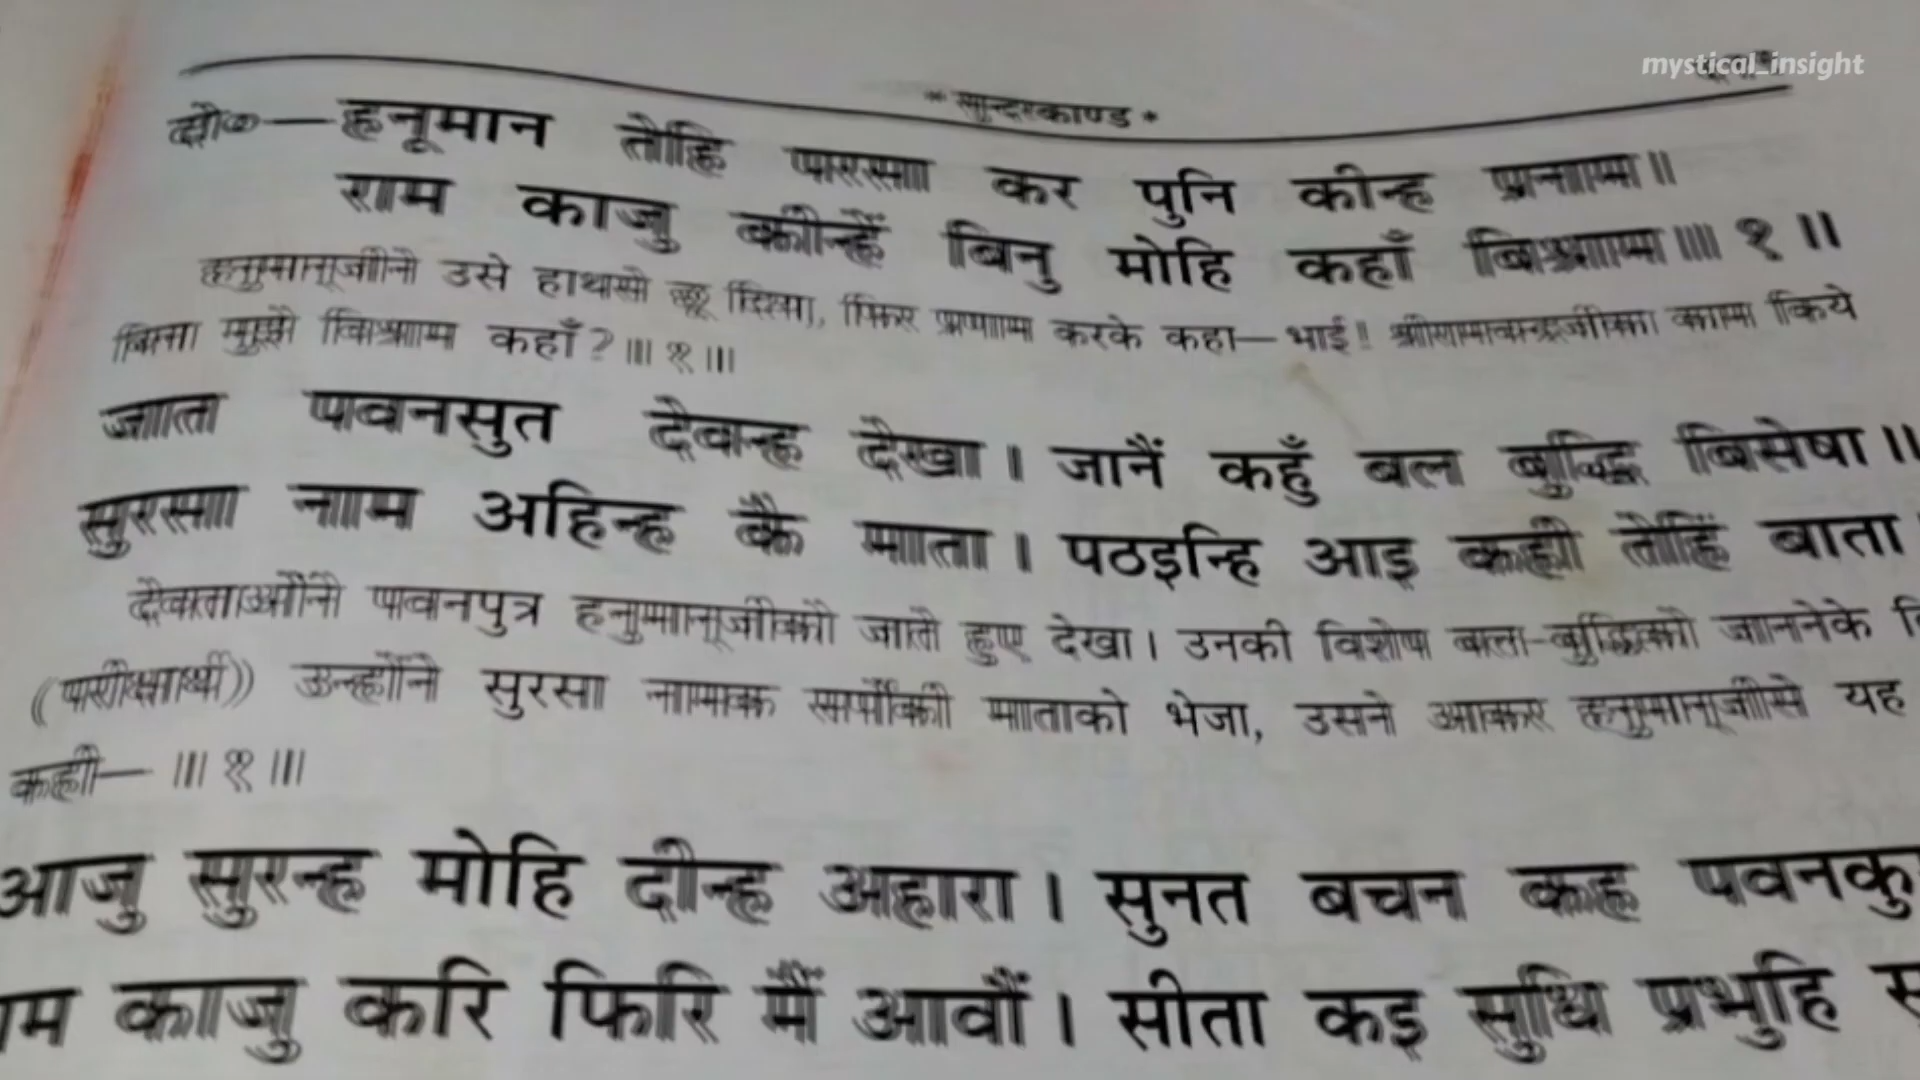 mystical_insight
* सुन्दरकाण्ड *
दो०—हनूमान तेहि परसा कर पुनि कीन्ह प्रनाम॥
राम काजु कीन्हें बिनु मोहि कहाँ बिश्राम॥ १ ॥
हनुमान्‌जीने उसे हाथसे छू दिया, फिर प्रणाम करके कहा—भाई! श्रीरामचन्द्रजीका काम किये
बिना मुझे विश्राम कहाँ?॥ १॥
जात पवनसुत देवन्ह देखा। जानैं कहुँ बल बुद्धि बिसेषा॥
सुरसा नाम अहिन्ह कै माता। पठइन्हि आइ कही तेहिं बाता
देवताओंने पवनपुत्र हनुमान्‌जीको जाते हुए देखा। उनकी विशेष बल-बुद्धिको जाननेके
(परीक्षार्थ) उन्होंने सुरसा नामक सर्पोंकी माताको भेजा, उसने आकर हनुमान्‌जीसे यह
कही—॥ १॥
आजु सुरन्ह मोहि दीन्ह अहारा। सुनत बचन कह पवनकु
काजु करि फिरि मैं आवौं। सीता कइ सुधि प्रभुहि